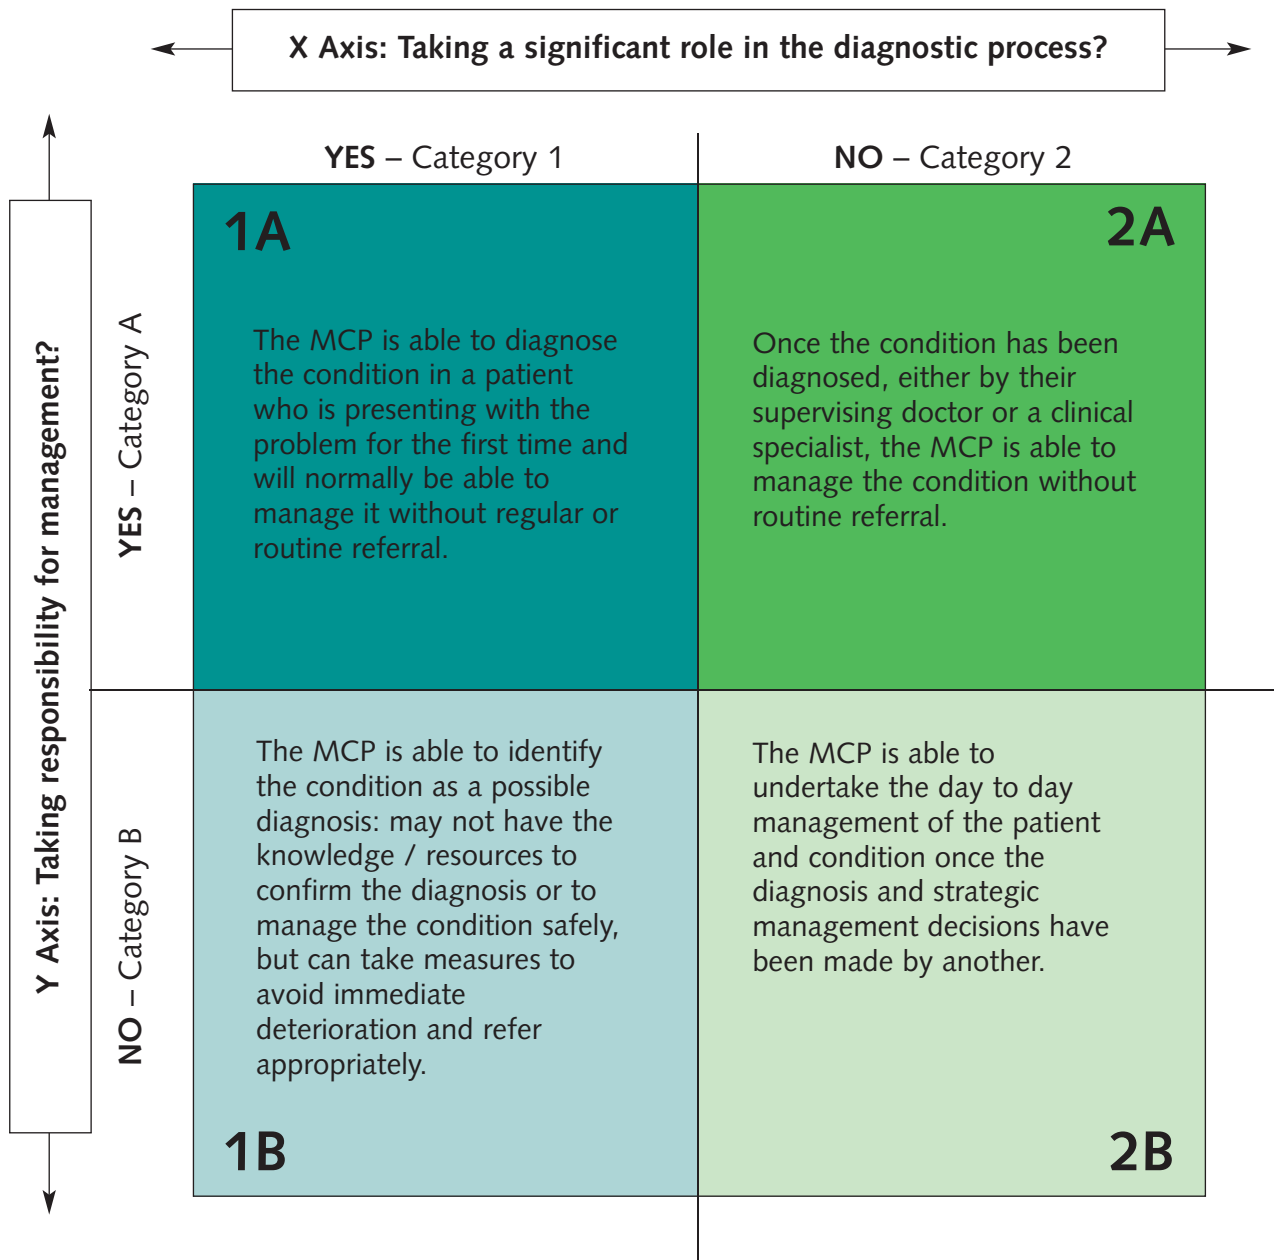 X Axis: Taking a significant role in the diagnostic process?
YES – Category 1
NO – Category 2
Y Axis: Taking responsibility for management?
YES – Category A
1A
The MCP is able to diagnose
the condition in a patient
who is presenting with the
problem for the first time and
will normally be able to
manage it without regular or
routine referral.
2A
Once the condition has been
diagnosed, either by their
supervising doctor or a clinical
specialist, the MCP is able to
manage the condition without
routine referral.
NO – Category B
The MCP is able to identify
the condition as a possible
diagnosis: may not have the
knowledge / resources to
confirm the diagnosis or to
manage the condition safely,
but can take measures to
avoid immediate
deterioration and refer
appropriately.
1B
The MCP is able to
undertake the day to day
management of the patient
and condition once the
diagnosis and strategic
management decisions have
been made by another.
2B